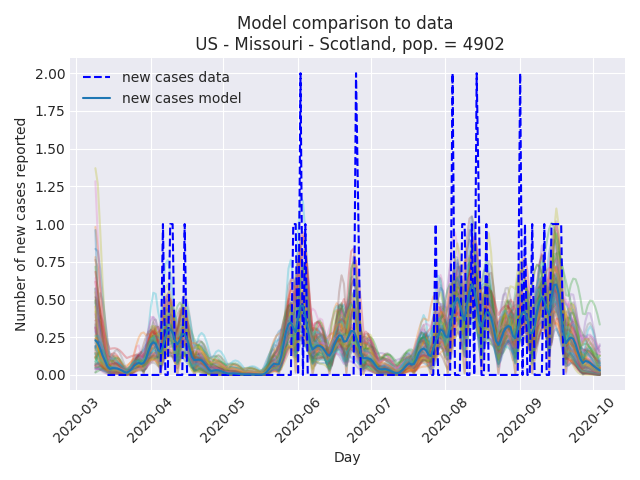 Model comparison to data
US - Missouri - Scotland, pop. = 4902
new cases data
new cases model
Number of new cases reported
2.00
1.75
1.50
1.25
1.00
0.75
0.50
0.25
0.00
2020-03
2020-04
2020-05
2020-06
2020-07
2020-08
2020-09
2020-10
Day